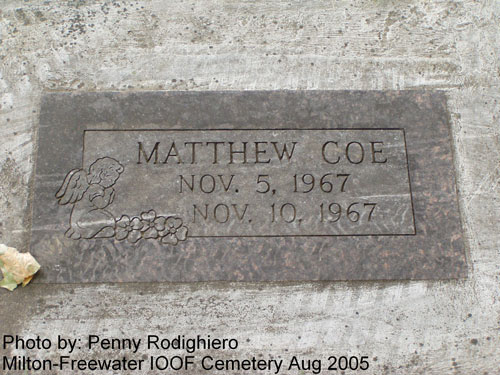 MATTHEW COE
NOV. 5, 1967
NOV. 10, 1967
Photo by: Penny Rodighiero
Milton-Freewater IOOF Cemetery Aug 2005